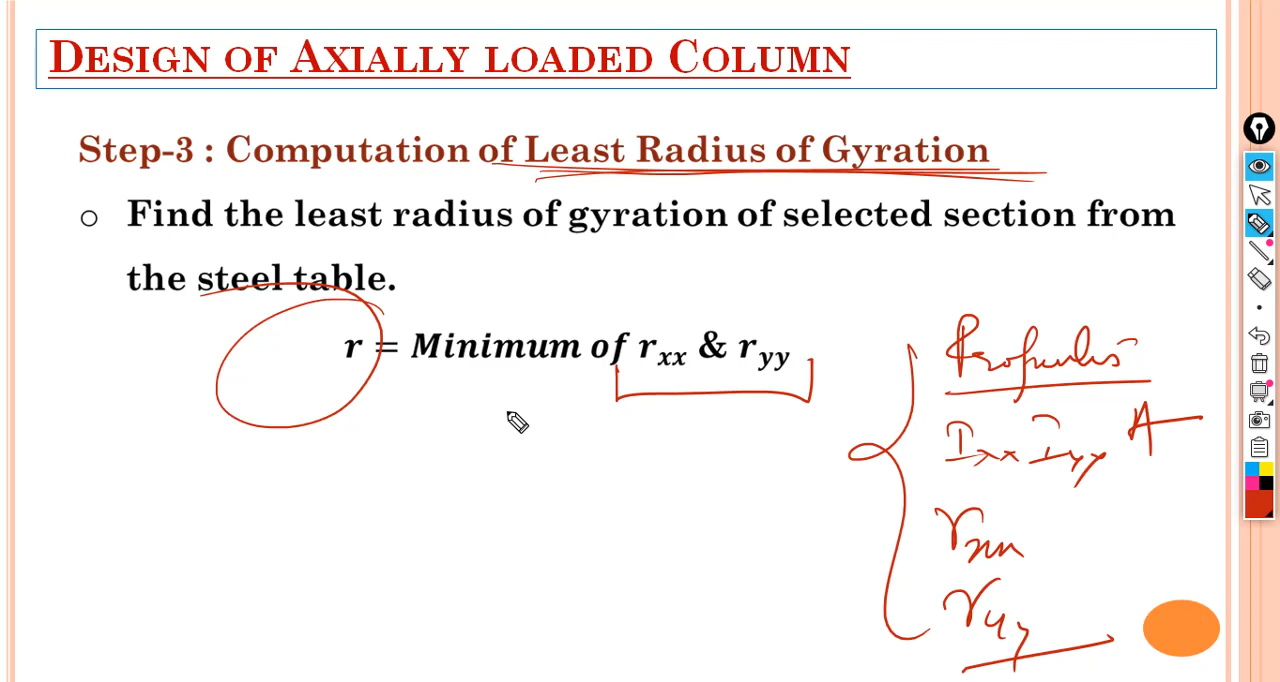 DESIGN OF AXIALLY LOADED COLUMN
Step-3 : Computation of Least Radius of Gyration
○ Find the least radius of gyration of selected section from
the steel table.
r = Minimum of rxx & ryy
Properties
Ixx Iyy A
rxx
ryy